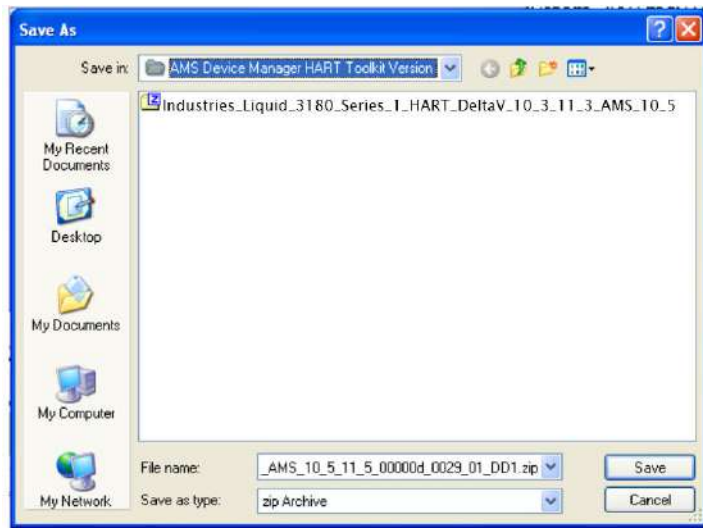 Save As
Save in: AMS Device Manager HART Toolkit Version
Industries_Liquid_3180_Series_1_HART_DeltaV_10_3_11_3_AMS_10_5
My Recent
Documents
Desktop
My Documents
My Computer
My Network
File name: _AMS_10_5_11_5_00000d_0029_01_DD1.zip
Save
Save as type: zip Archive
Cancel